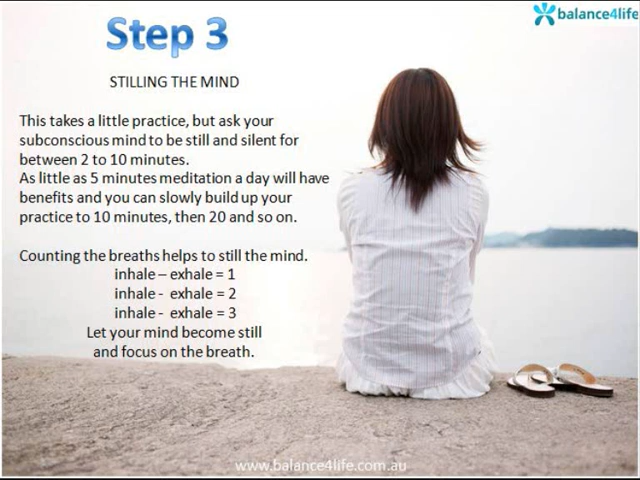 Step 3
balance4life
STILLING THE MIND
This takes a little practice, but ask your
subconscious mind to be still and silent for
between 2 to 10 minutes.
As little as 5 minutes meditation a day will have
benefits and you can slowly build up your
practice to 10 minutes, then 20 and so on.
Counting the breaths helps to still the mind.
inhale – exhale = 1
inhale - exhale = 2
inhale - exhale = 3
Let your mind become still
and focus on the breath.
www.balance4life.com.au